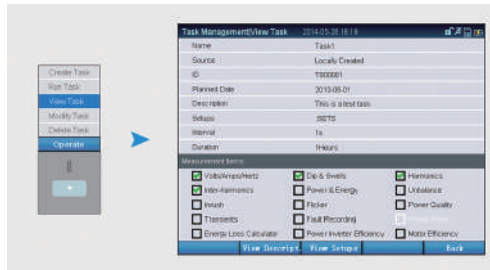 Create Task
Run Task
View Task
Modify Task
Delete Task
Operate
Task Management/View Task 2014-05-28 16:19
Name Task1
Source Locally Created
ID T000001
Planned Date 2013-05-01
Description This is a test task.
Setups SET5
Interval 1s
Duration 1Hours
Measurement Items
Volts/Amps/Hertz Dip & Swells Harmonics
Inter-harmonics Power & Energy Unbalance
Inrush Flicker Power Quality
Transients Fault Recording
Energy Loss Calculator Power Inverter Efficiency Motor Efficiency
View Descript. View Setups Back